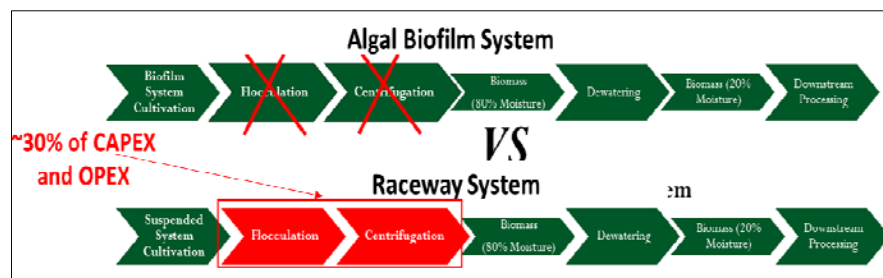 Algal Biofilm System
Biofilm
System
Cultivation
Flocculation
Centrifugation
Biomass
(80% Moisture)
Dewatering
Biomass (20%
Moisture)
Downstream
Processing
~30% of CAPEX
and OPEX
VS
Raceway System
em
Suspended
System
Cultivation
Flocculation
Centrifugation
Biomass
(80% Moisture)
Dewatering
Biomass (20%
Moisture)
Downstream
Processing